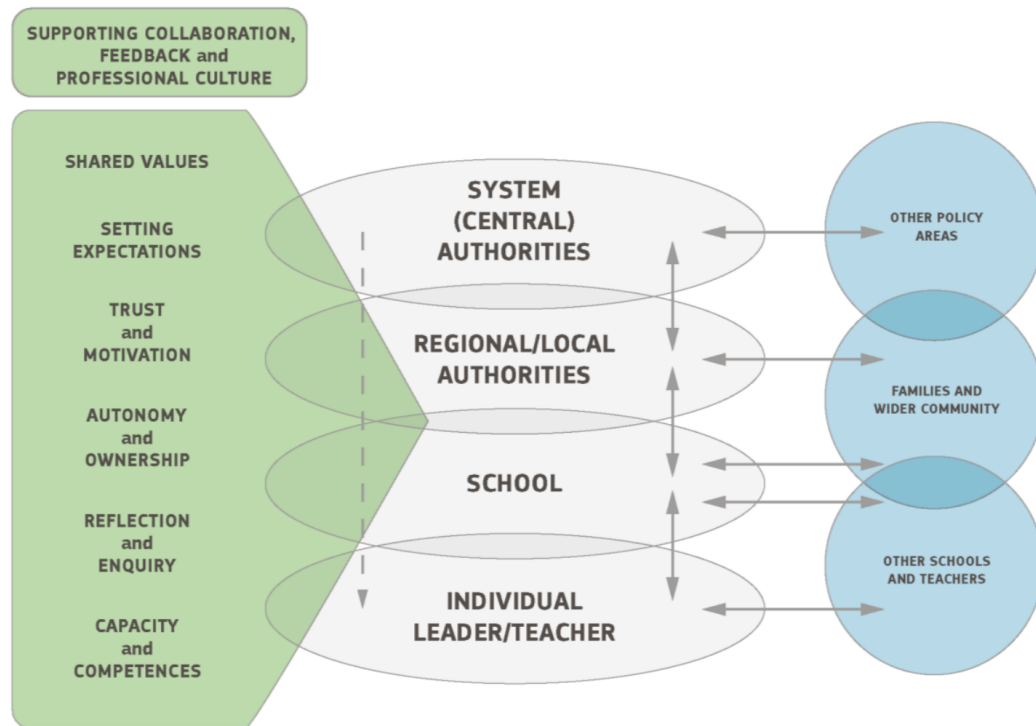 SUPPORTING COLLABORATION,
FEEDBACK and
PROFESSIONAL CULTURE
SHARED VALUES
SETTING
EXPECTATIONS
TRUST
and
MOTIVATION
AUTONOMY
and
OWNERSHIP
REFLECTION
and
ENQUIRY
CAPACITY
and
COMPETENCES
SYSTEM
(CENTRAL)
AUTHORITIES
REGIONAL/LOCAL
AUTHORITIES
SCHOOL
INDIVIDUAL
LEADER/TEACHER
OTHER POLICY
AREAS
FAMILIES AND
WIDER COMMUNITY
OTHER SCHOOLS
AND TEACHERS